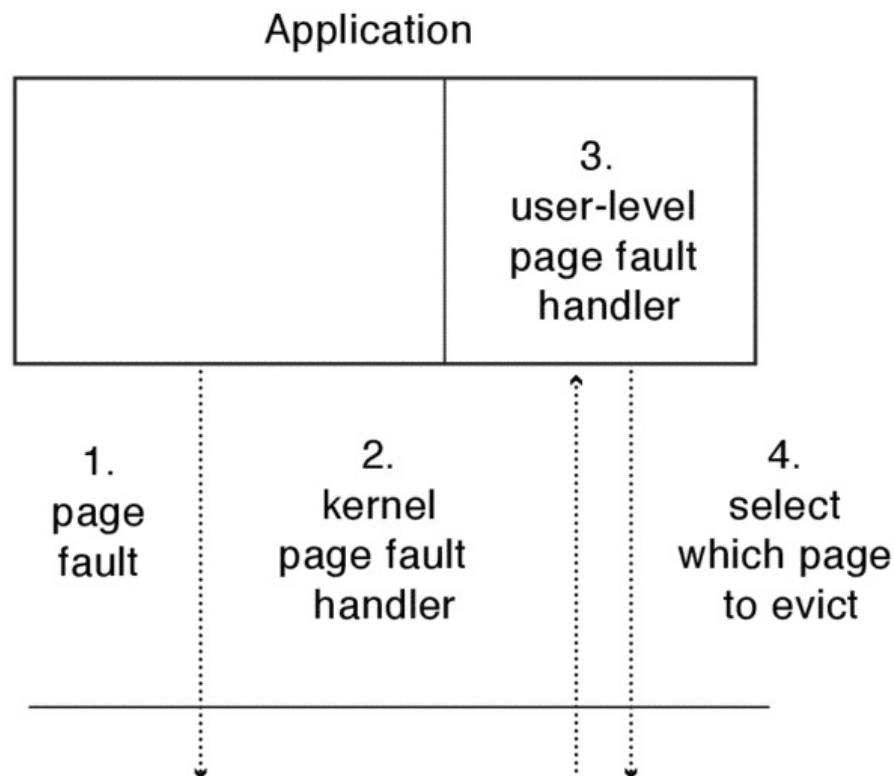 Application
3.
user-level
page fault
handler
1.
page
fault
2.
kernel
page fault
handler
4.
select
which page
to evict